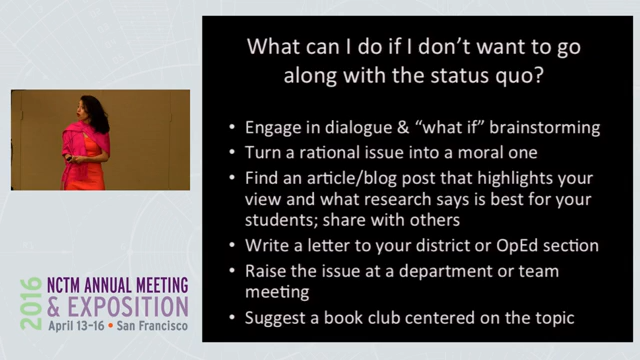 What can I do if I don't want to go
along with the status quo?
• Engage in dialogue & "what if" brainstorming
• Turn a rational issue into a moral one
• Find an article/blog post that highlights your
view and what research says is best for your
students; share with others
• Write a letter to your district or OpEd section
• Raise the issue at a department or team
meeting
• Suggest a book club centered on the topic
2016
NCTM ANNUAL MEETING
& EXPOSITION
April 13–16 • San Francisco